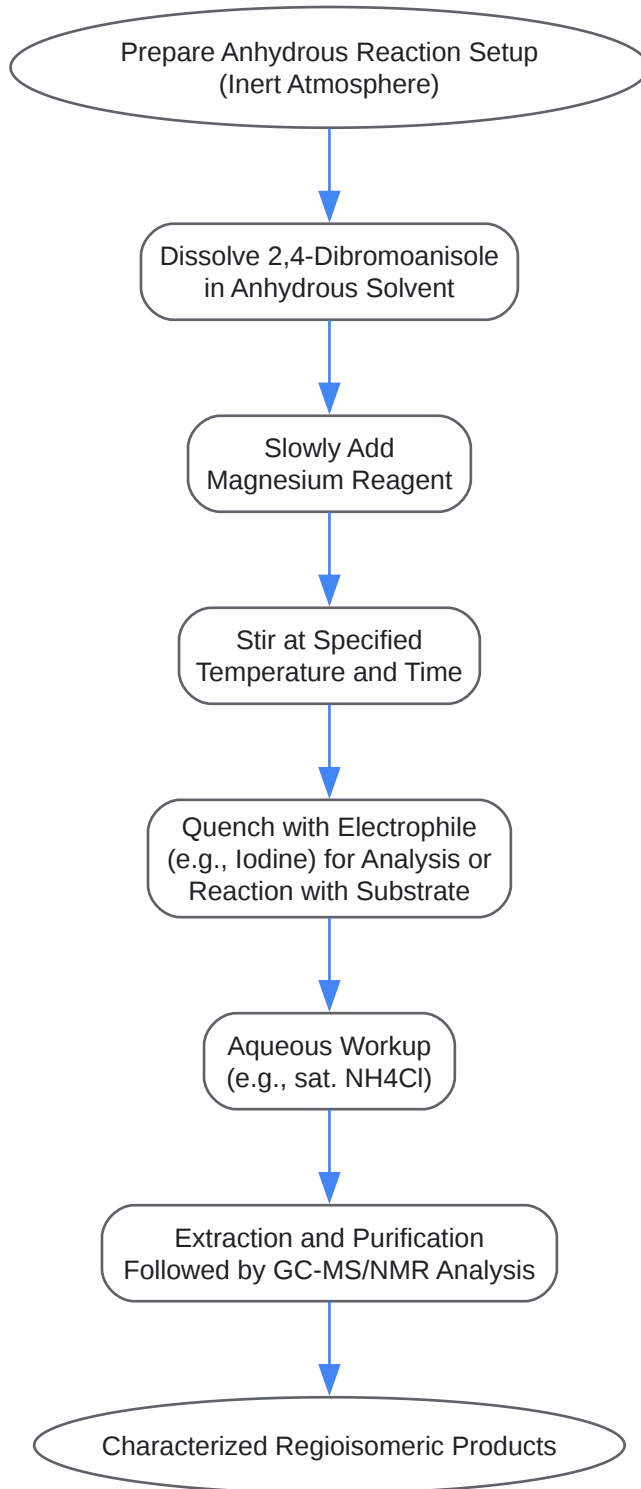 Prepare Anhydrous Reaction Setup
(Inert Atmosphere)
Dissolve 2,4-Dibromoanisole
in Anhydrous Solvent
Slowly Add
Magnesium Reagent
Stir at Specified
Temperature and Time
Quench with Electrophile
(e.g., Iodine) for Analysis or
Reaction with Substrate
Aqueous Workup
(e.g., sat. NH4Cl)
Extraction and Purification
Followed by GC-MS/NMR Analysis
Characterized Regioisomeric Products